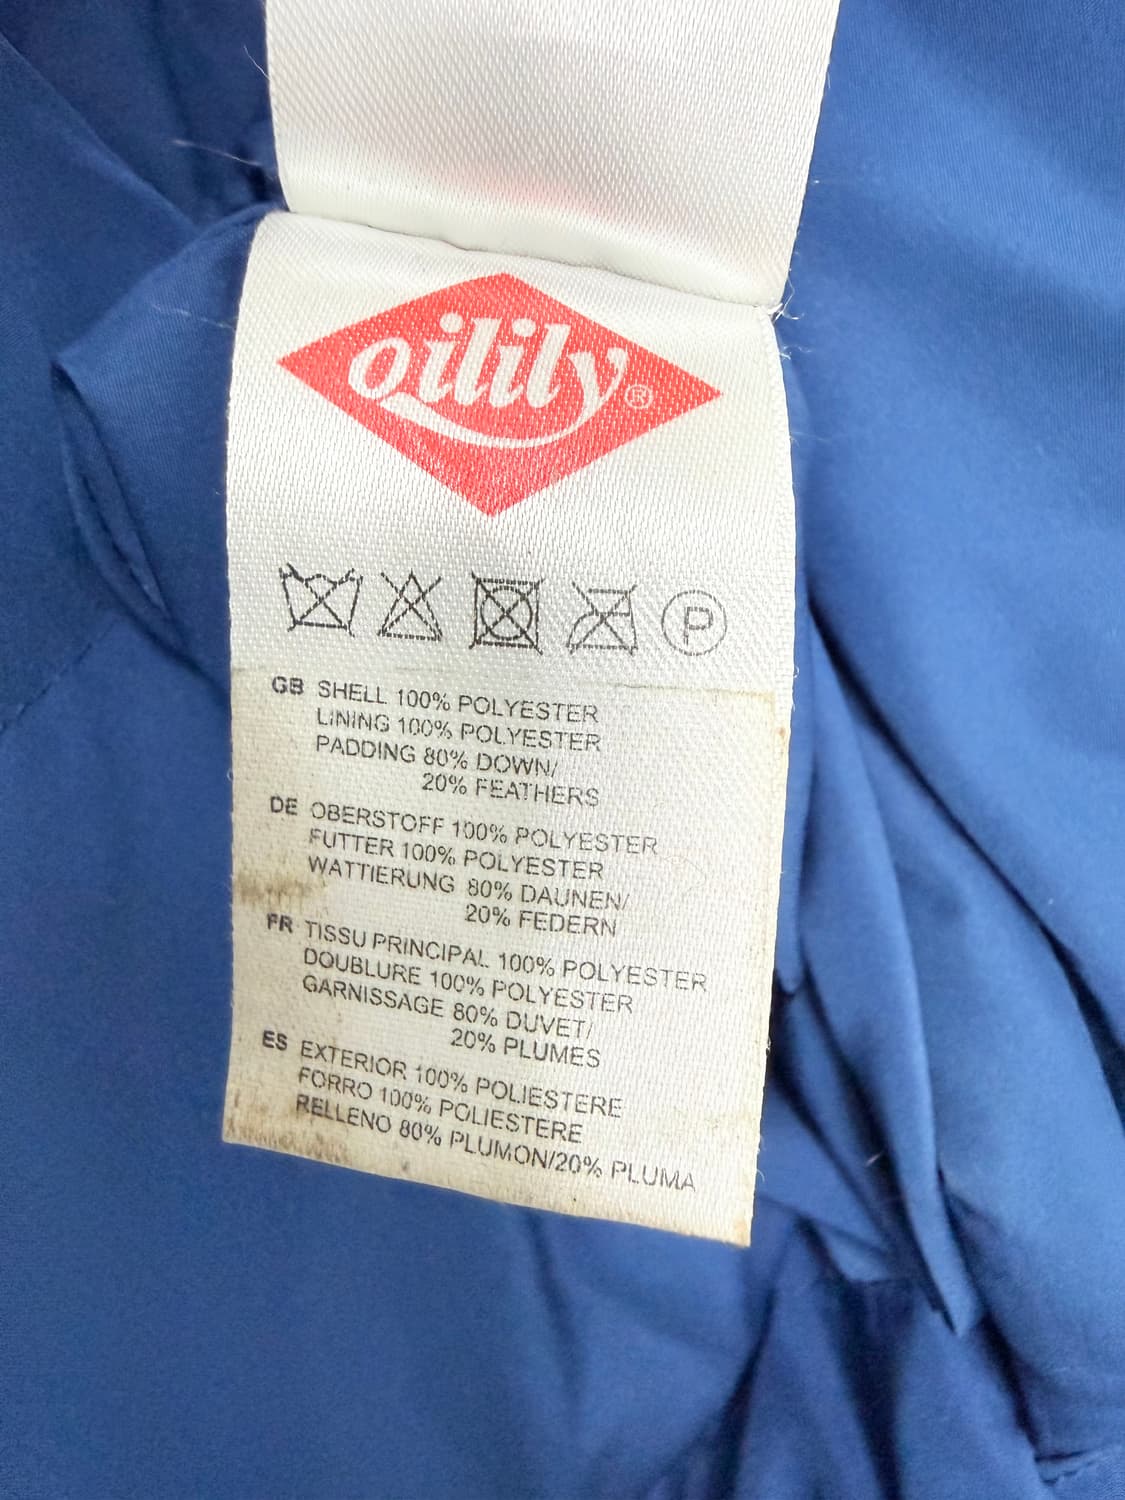 oilily®
P
GB SHELL 100% POLYESTER
LINING 100% POLYESTER
PADDING 80% DOWN/
20% FEATHERS
DE OBERSTOFF 100% POLYESTER
FUTTER 100% POLYESTER
WATTIERUNG 80% DAUNEN/
20% FEDERN
FR TISSU PRINCIPAL 100% POLYESTER
DOUBLURE 100% POLYESTER
GARNISSAGE 80% DUVET/
20% PLUMES
ES EXTERIOR 100% POLIESTERE
FORRO 100% POLIESTERE
RELLENO 80% PLUMON/20% PLUMA